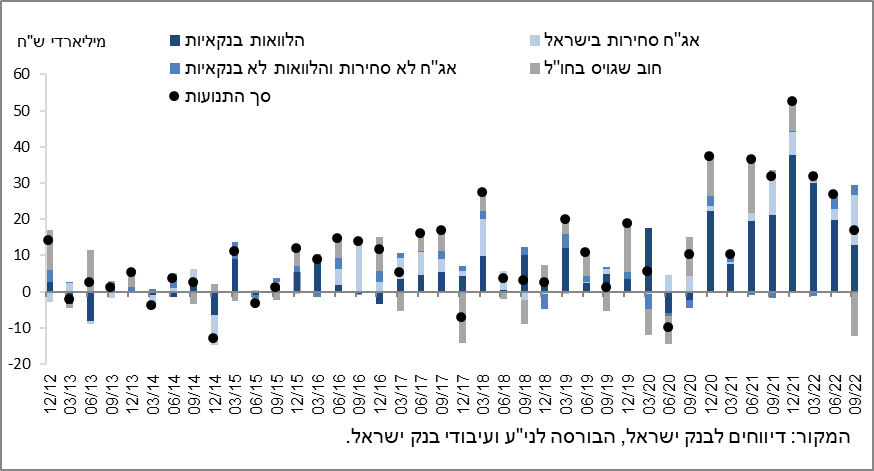 מיליארדי ש"ח
הלוואות בנקאיות
אג"ח סחירות בישראל
אג"ח לא סחירות והלוואות לא בנקאיות
חוב שגויס בחו"ל
סך התנועות
60
50
40
30
20
10
0
-10
-20
12/12 03/13 06/13 09/13 12/13 03/14 06/14 09/14 12/14 03/15 06/15 09/15 12/15 03/16 06/16 09/16 12/16 03/17 06/17 09/17 12/17 03/18 06/18 09/18 12/18 03/19 06/19 09/19 12/19 03/20 06/20 09/20 12/20 03/21 06/21 09/21 12/21 03/22 06/22 09/22
המקור: דיווחים לבנק ישראל, הבורסה לני"ע ועיבודי בנק ישראל.